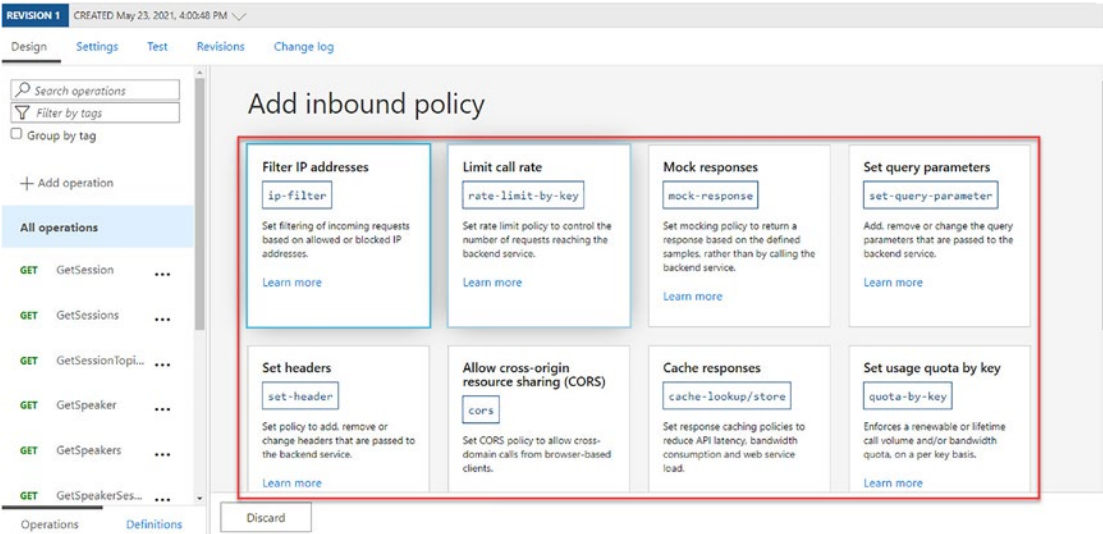 REVISION 1 CREATED May 23, 2021, 4:00:48 PM
Design Settings Test Revisions Change log
Search operations
Filter by tags
Group by tag
Add operation
All operations
GET GetSession ...
GET GetSessions ...
GET GetSessionTopi... ...
GET GetSpeaker ...
GET GetSpeakers ...
GET GetSpeakerSes... ...
Operations Definitions
Add inbound policy
Filter IP addresses
ip-filter
Set filtering of incoming requests
based on allowed or blocked IP
addresses.
Learn more
Limit call rate
rate-limit-by-key
Set rate limit policy to control the
number of requests reaching the
backend service.
Learn more
Mock responses
mock-response
Set mocking policy to return a
response based on the defined
samples, rather than by calling the
backend service.
Learn more
Set query parameters
set-query-parameter
Add, remove or change the query
parameters that are passed to the
backend service.
Learn more
Set headers
set-header
Set policy to add, remove or
change headers that are passed to
the backend service.
Learn more
Allow cross-origin
resource sharing (CORS)
cors
Set CORS policy to allow cross-
domain calls from browser-based
clients.
Cache responses
cache-lookup/store
Set response caching policies to
reduce API latency, bandwidth
consumption and web service
load.
Set usage quota by key
quota-by-key
Enforces a renewable or lifetime
call volume and/or bandwidth
quota, on a per key basis.
Learn more
Discard